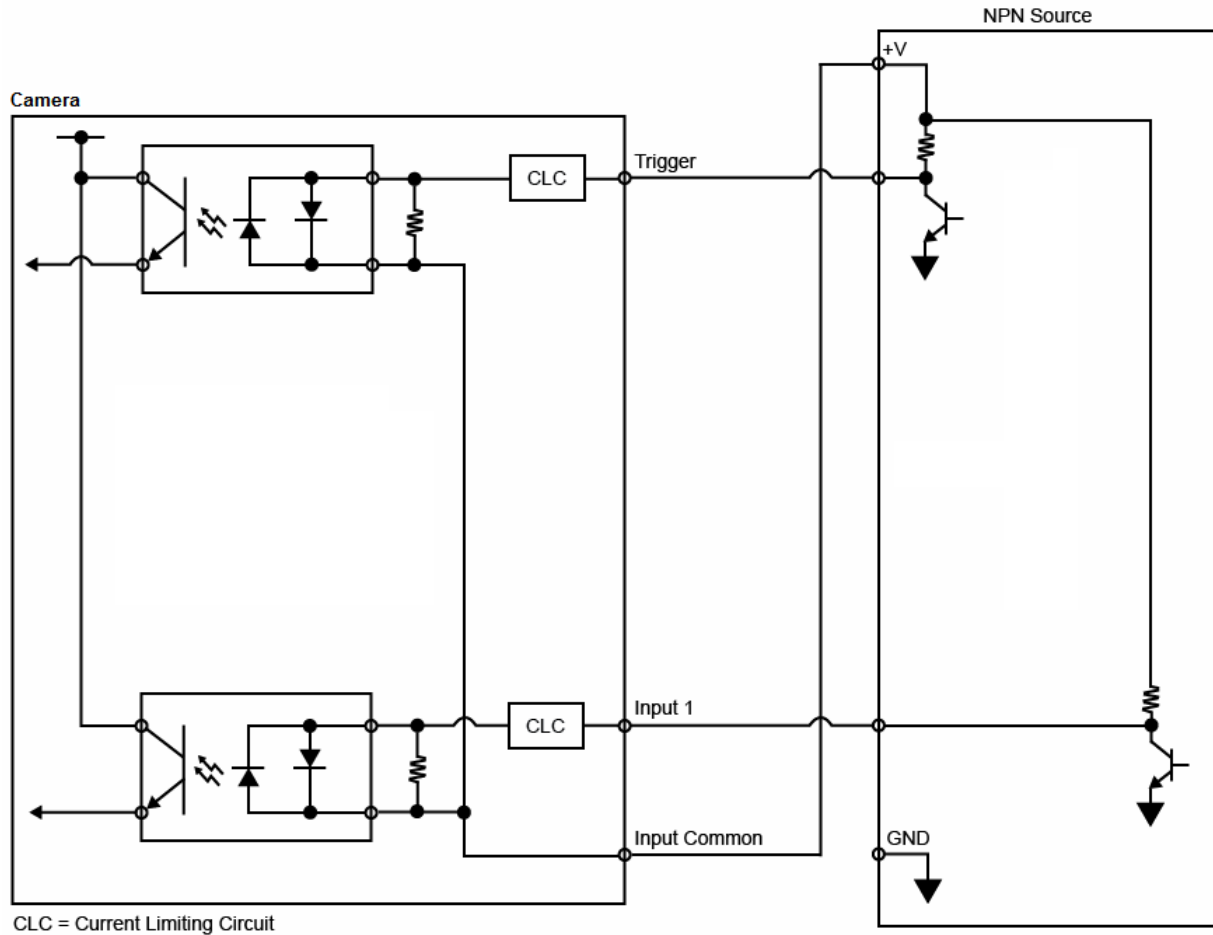 NPN Source
+V
Camera
Trigger
CLC
Input 1
CLC
Input Common
GND
CLC = Current Limiting Circuit